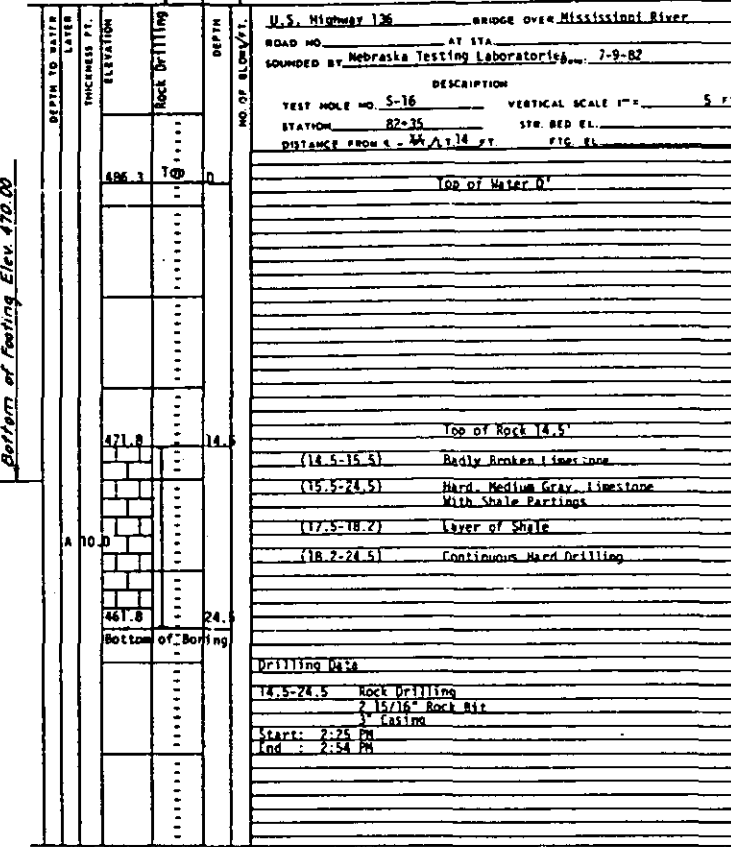 U.S. Highway 136 BRIDGE OVER Mississippi River
ROAD NO. AT STA.
SOUNDED BY Nebraska Testing Laboratories 7-9-82
DESCRIPTION
TEST HOLE NO. S-16 VERTICAL SCALE 1"= 5 F
STATION 82+35 STR. BED EL.
DISTANCE FROM 14 FT. FTG. EL.
DEPTH TO WATER
LAYER
THICKNESS FT.
ELEVATION
Rock Drilling
DEPTH
NO. OF BLOWS/FT.
Bottom of Footing Elev. 470.00
486.3 Top 0 Top of Water 0'
Top of Rock 14.5'
471.8 14.5
(14.5-15.5) Badly Broken Limestone
(15.5-24.5) Hard, Medium Gray, Limestone
With Shale Partings
(17.5-18.2) Layer of Shale
A 10.0
(18.2-24.5) Continuous Hard Drilling
461.8 24.5
Bottom of Boring
Drilling Data
14.5-24.5 Rock Drilling
2 15/16" Rock Bit
3" Casing
Start: 2:25 PM
End : 2:54 PM